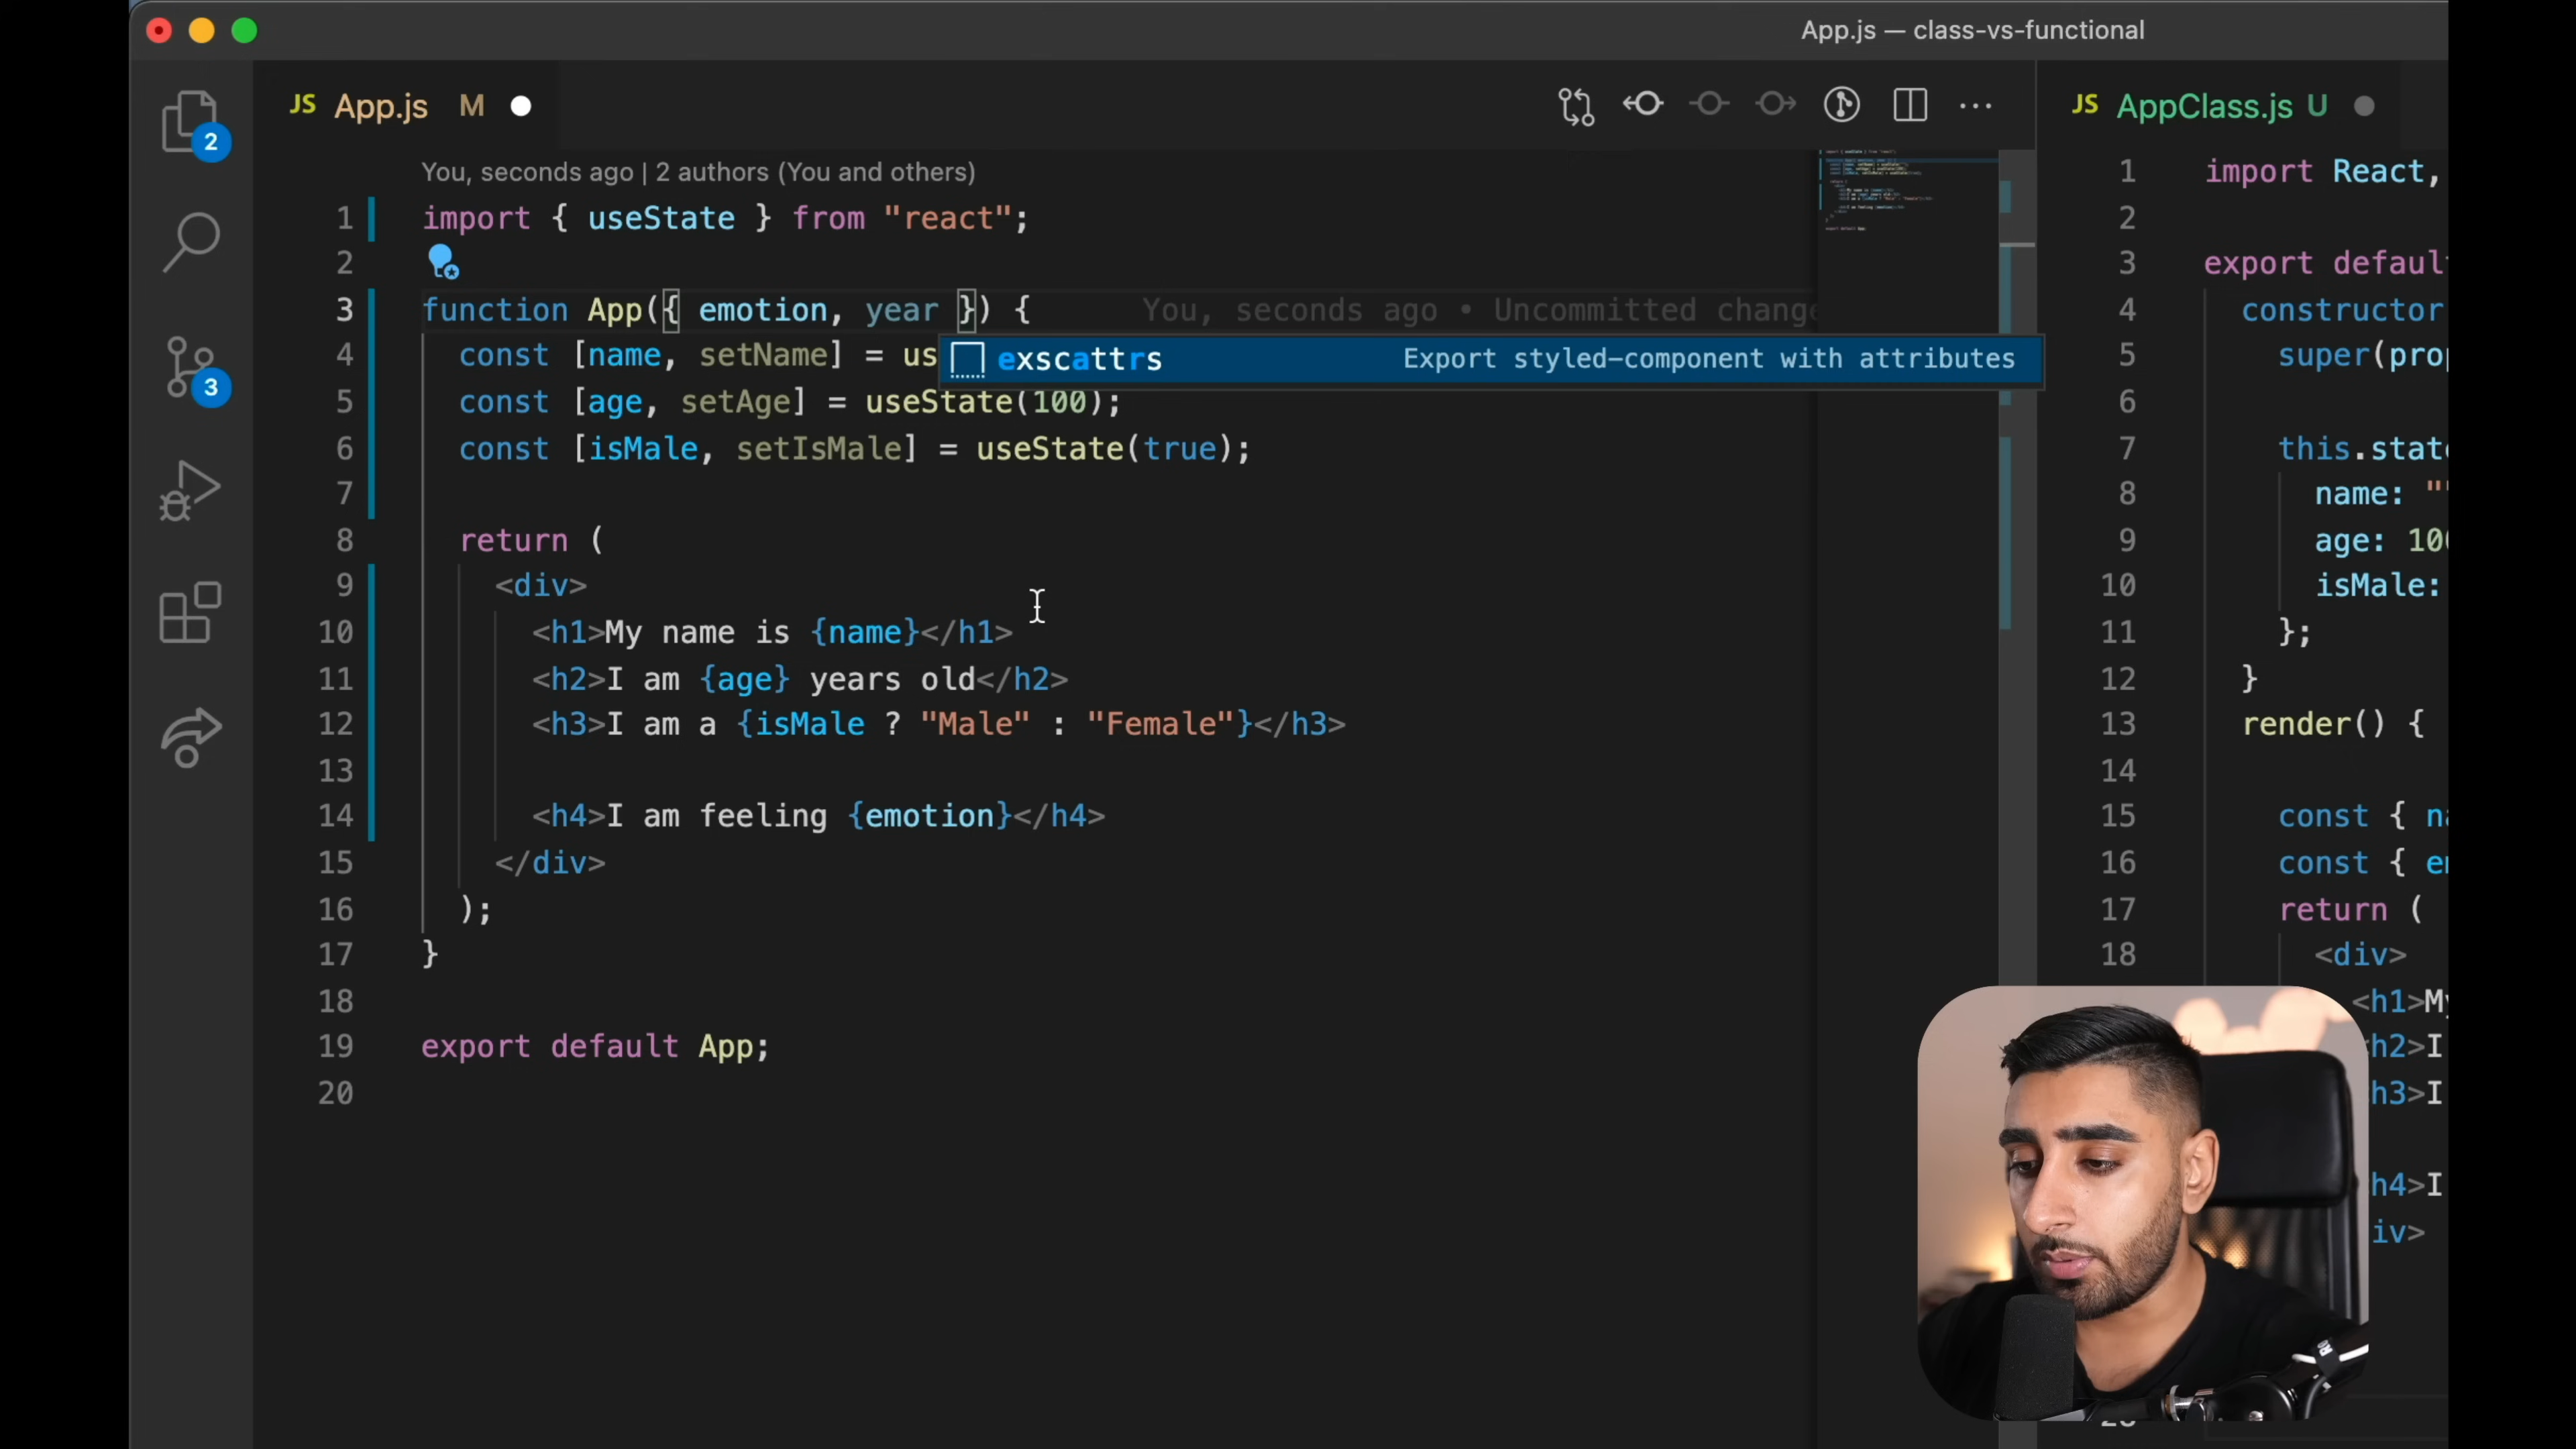 App.js — class-vs-functional
JS App.js M
JS AppClass.js U
2
3
You, seconds ago | 2 authors (You and others)
1 import { useState } from "react";
2
3 function App({ emotion, year }) { You, seconds ago • Uncommitted change
exscattrs Export styled-component with attributes
4 const [name, setName] = us
5 const [age, setAge] = useState(100);
6 const [isMale, setIsMale] = useState(true);
7
8 return (
9 <div>
10 <h1>My name is {name}</h1>
11 <h2>I am {age} years old</h2>
12 <h3>I am a {isMale ? "Male" : "Female"}</h3>
13
14 <h4>I am feeling {emotion}</h4>
15 </div>
16 );
17 }
18
19 export default App;
20
1 import React,
2
3 export defaul
4 constructor
5 super(pro
6
7 this.stat
8 name: ""
9 age: 10
10 isMale:
11 };
12 }
13 render() {
14
15 const { n
16 const { e
17 return (
18 <div>
<h1>My
h2>I
h3>I
h4>I
iv>